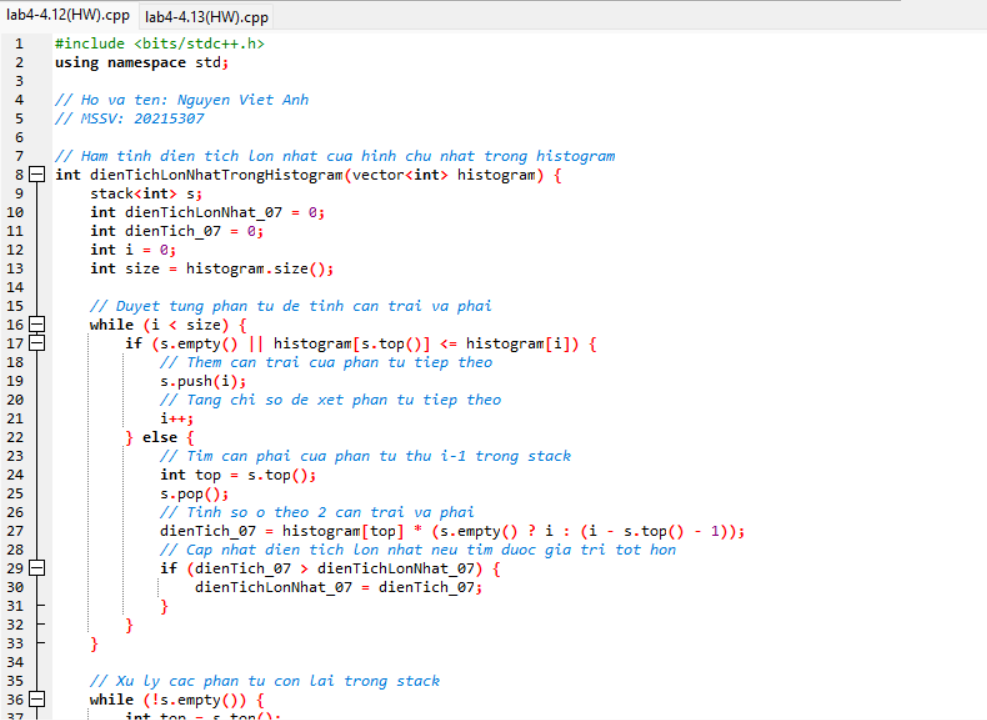 lab4-4.12(HW).cpp lab4-4.13(HW).cpp
1 #include <bits/stdc++.h>
2 using namespace std;
3
4 // Ho va ten: Nguyen Viet Anh
5 // MSSV: 20215307
6
7 // Ham tinh dien tich lon nhat cua hinh chu nhat trong histogram
8 int dienTichLonNhatTrongHistogram(vector<int> histogram) {
9 stack<int> s;
10 int dienTichLonNhat_07 = 0;
11 int dienTich_07 = 0;
12 int i = 0;
13 int size = histogram.size();
14
15 // Duyet tung phan tu de tinh can trai va phai
16 while (i < size) {
17 if (s.empty() || histogram[s.top()] <= histogram[i]) {
18 // Them can trai cua phan tu tiep theo
19 s.push(i);
20 // Tang chi so de xet phan tu tiep theo
21 i++;
22 } else {
23 // Tim can phai cua phan tu thu i-1 trong stack
24 int top = s.top();
25 s.pop();
26 // Tinh so o theo 2 can trai va phai
27 dienTich_07 = histogram[top] * (s.empty() ? i : (i - s.top() - 1));
28 // Cap nhat dien tich lon nhat neu tim duoc gia tri tot hon
29 if (dienTich_07 > dienTichLonNhat_07) {
30 dienTichLonNhat_07 = dienTich_07;
31 }
32 }
33 }
34
35 // Xu ly cac phan tu con lai trong stack
36 while (!s.empty()) {
37 int top = s.top();